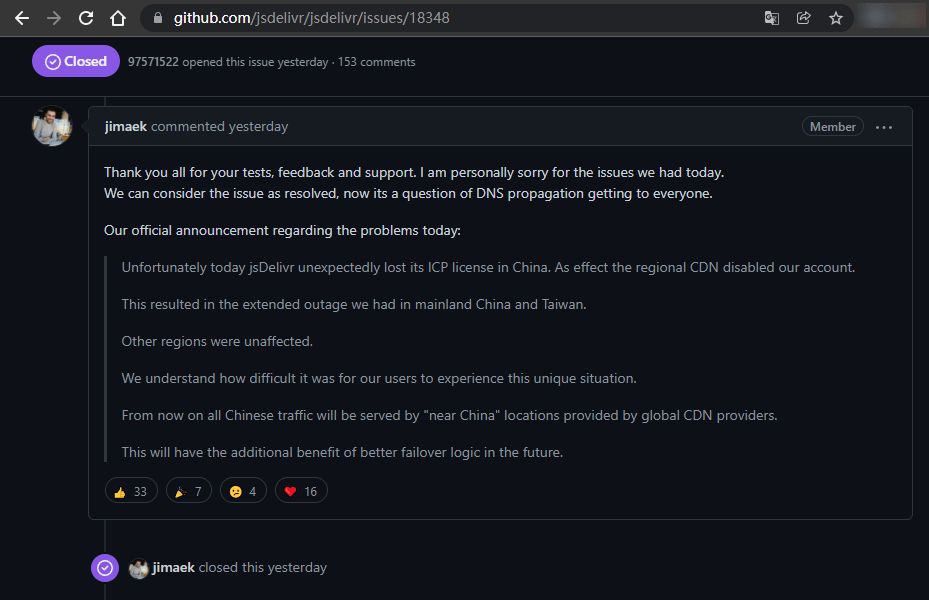 github.com/jsdelivr/jsdelivr/issues/18348
Closed 97571522 opened this issue yesterday · 153 comments
jimaek commented yesterday Member ...
Thank you all for your tests, feedback and support. I am personally sorry for the issues we had today.
We can consider the issue as resolved, now its a question of DNS propagation getting to everyone.
Our official announcement regarding the problems today:
Unfortunately today jsDelivr unexpectedly lost its ICP license in China. As effect the regional CDN disabled our account.
This resulted in the extended outage we had in mainland China and Taiwan.
Other regions were unaffected.
We understand how difficult it was for our users to experience this unique situation.
From now on all Chinese traffic will be served by "near China" locations provided by global CDN providers.
This will have the additional benefit of better failover logic in the future.
👍 33 🎉 7 😕 4 ❤️ 16
jimaek closed this yesterday